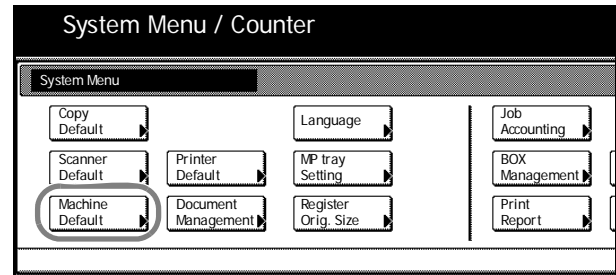 System Menu / Counter
System Menu
Copy
Default
Language
Job
Accounting
Scanner
Default
Printer
Default
MP tray
Setting
BOX
Management
Machine
Default
Document
Management
Register
Orig. Size
Print
Report